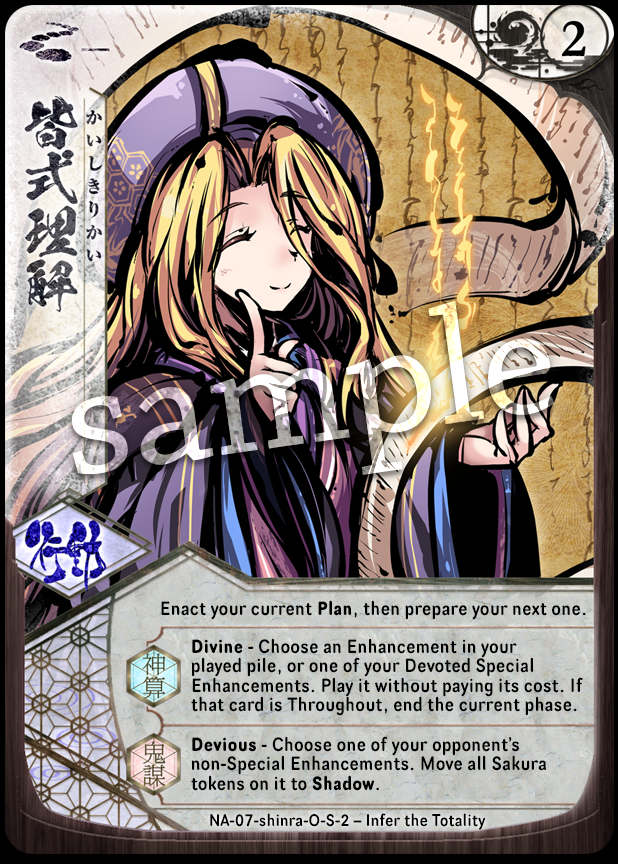 2
皆式理解
かいしきりかい
sample
行動
Enact your current Plan, then prepare your next one.
神算
Divine - Choose an Enhancement in your
played pile, or one of your Devoted Special
Enhancements. Play it without paying its cost. If
that card is Throughout, end the current phase.
鬼謀
Devious - Choose one of your opponent's
non-Special Enhancements. Move all Sakura
tokens on it to Shadow.
NA-07-shinra-O-S-2 – Infer the Totality